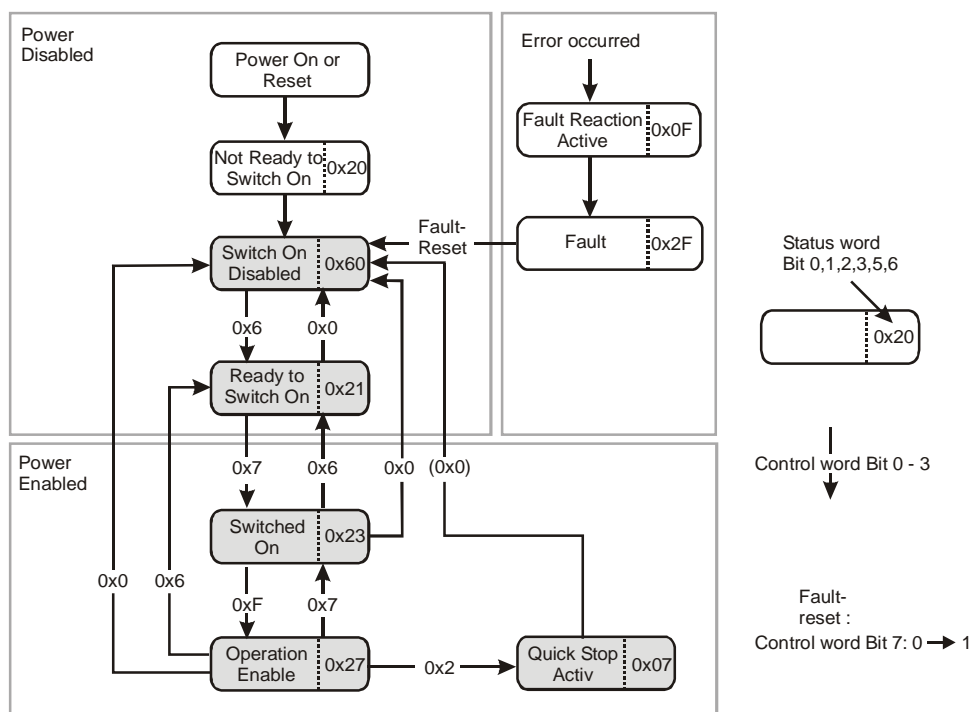 Power
Disabled
Power On or
Reset
Not Ready to
Switch On
0x20
Switch On
Disabled
0x60
0x6
0x0
Ready to
Switch On
0x21
Error occurred
Fault Reaction
Active
0x0F
Fault-
Reset
Fault
0x2F
Power
Enabled
0x7
0x6
0x0
(0x0)
Switched
On
0x23
0x0
0x6
0xF
0x7
Operation
Enable
0x27
0x2
Quick Stop
Activ
0x07
Status word
Bit 0,1,2,3,5,6
0x20
Control word Bit 0 - 3
Fault-
reset :
Control word Bit 7: 0 → 1